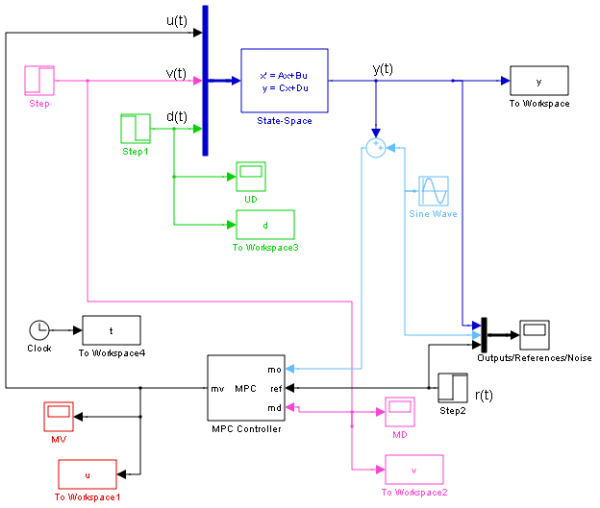 u(t)
v(t)
Step
d(t)
Step1
x' = Ax+Bu
y = Cx+Du
State-Space
y(t)
y
To Workspace
UD
d
To Workspace3
Sine Wave
Clock
t
To Workspace4
Outputs/References/Noise
mv
MPC
mo
ref
md
MPC Controller
Step2
r(t)
MV
MD
u
To Workspace1
v
To Workspace2